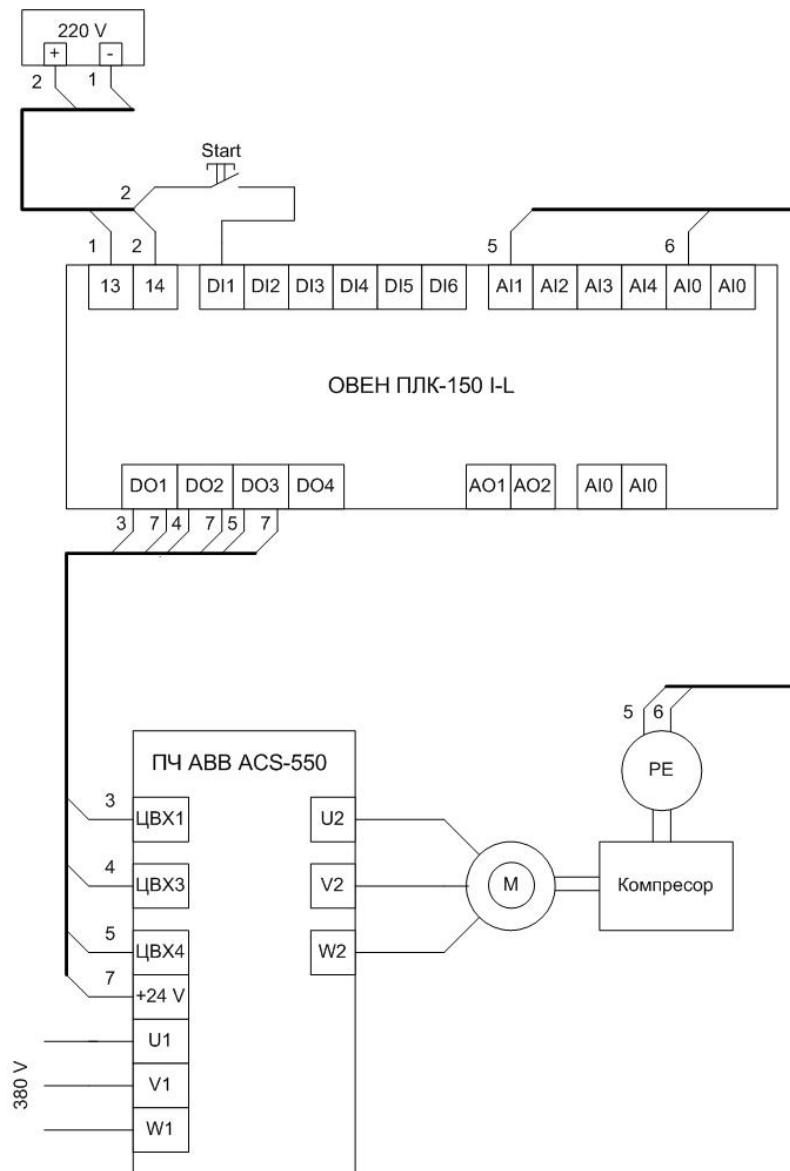 220 V
+ -
2 1
Start
2
1 2 5 6
13 14 DI1 DI2 DI3 DI4 DI5 DI6 AI1 AI2 AI3 AI4 AI0 AI0
ОВЕН ПЛК-150 I-L
DO1 DO2 DO3 DO4 AO1 AO2 AI0 AI0
3 7 4 7 5 7
5 6
PE
ПЧ ABB ACS-550
3
ЦВХ1 U2
4
ЦВХ3 V2 M Компресор
5
ЦВХ4 W2
7
+24 V
U1
380 V
V1
W1